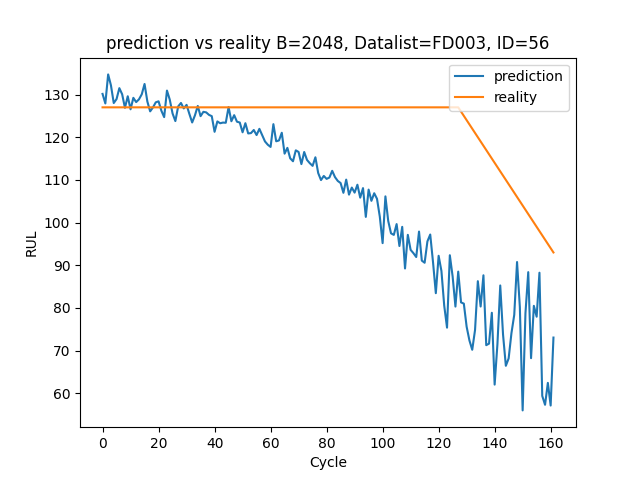 prediction vs reality B=2048, Datalist=FD003, ID=56
prediction
reality
RUL
130
120
110
100
90
80
70
60
0 20 40 60 80 100 120 140 160
Cycle